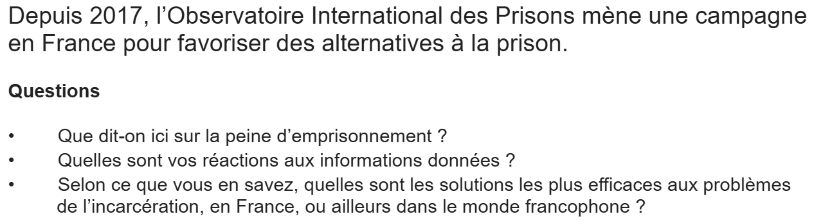 Depuis 2017, l’Observatoire International des Prisons mène une campagne
en France pour favoriser des alternatives à la prison.
Questions
• Que dit-on ici sur la peine d’emprisonnement ?
• Quelles sont vos réactions aux informations données ?
• Selon ce que vous en savez, quelles sont les solutions les plus efficaces aux problèmes
de l’incarcération, en France, ou ailleurs dans le monde francophone ?